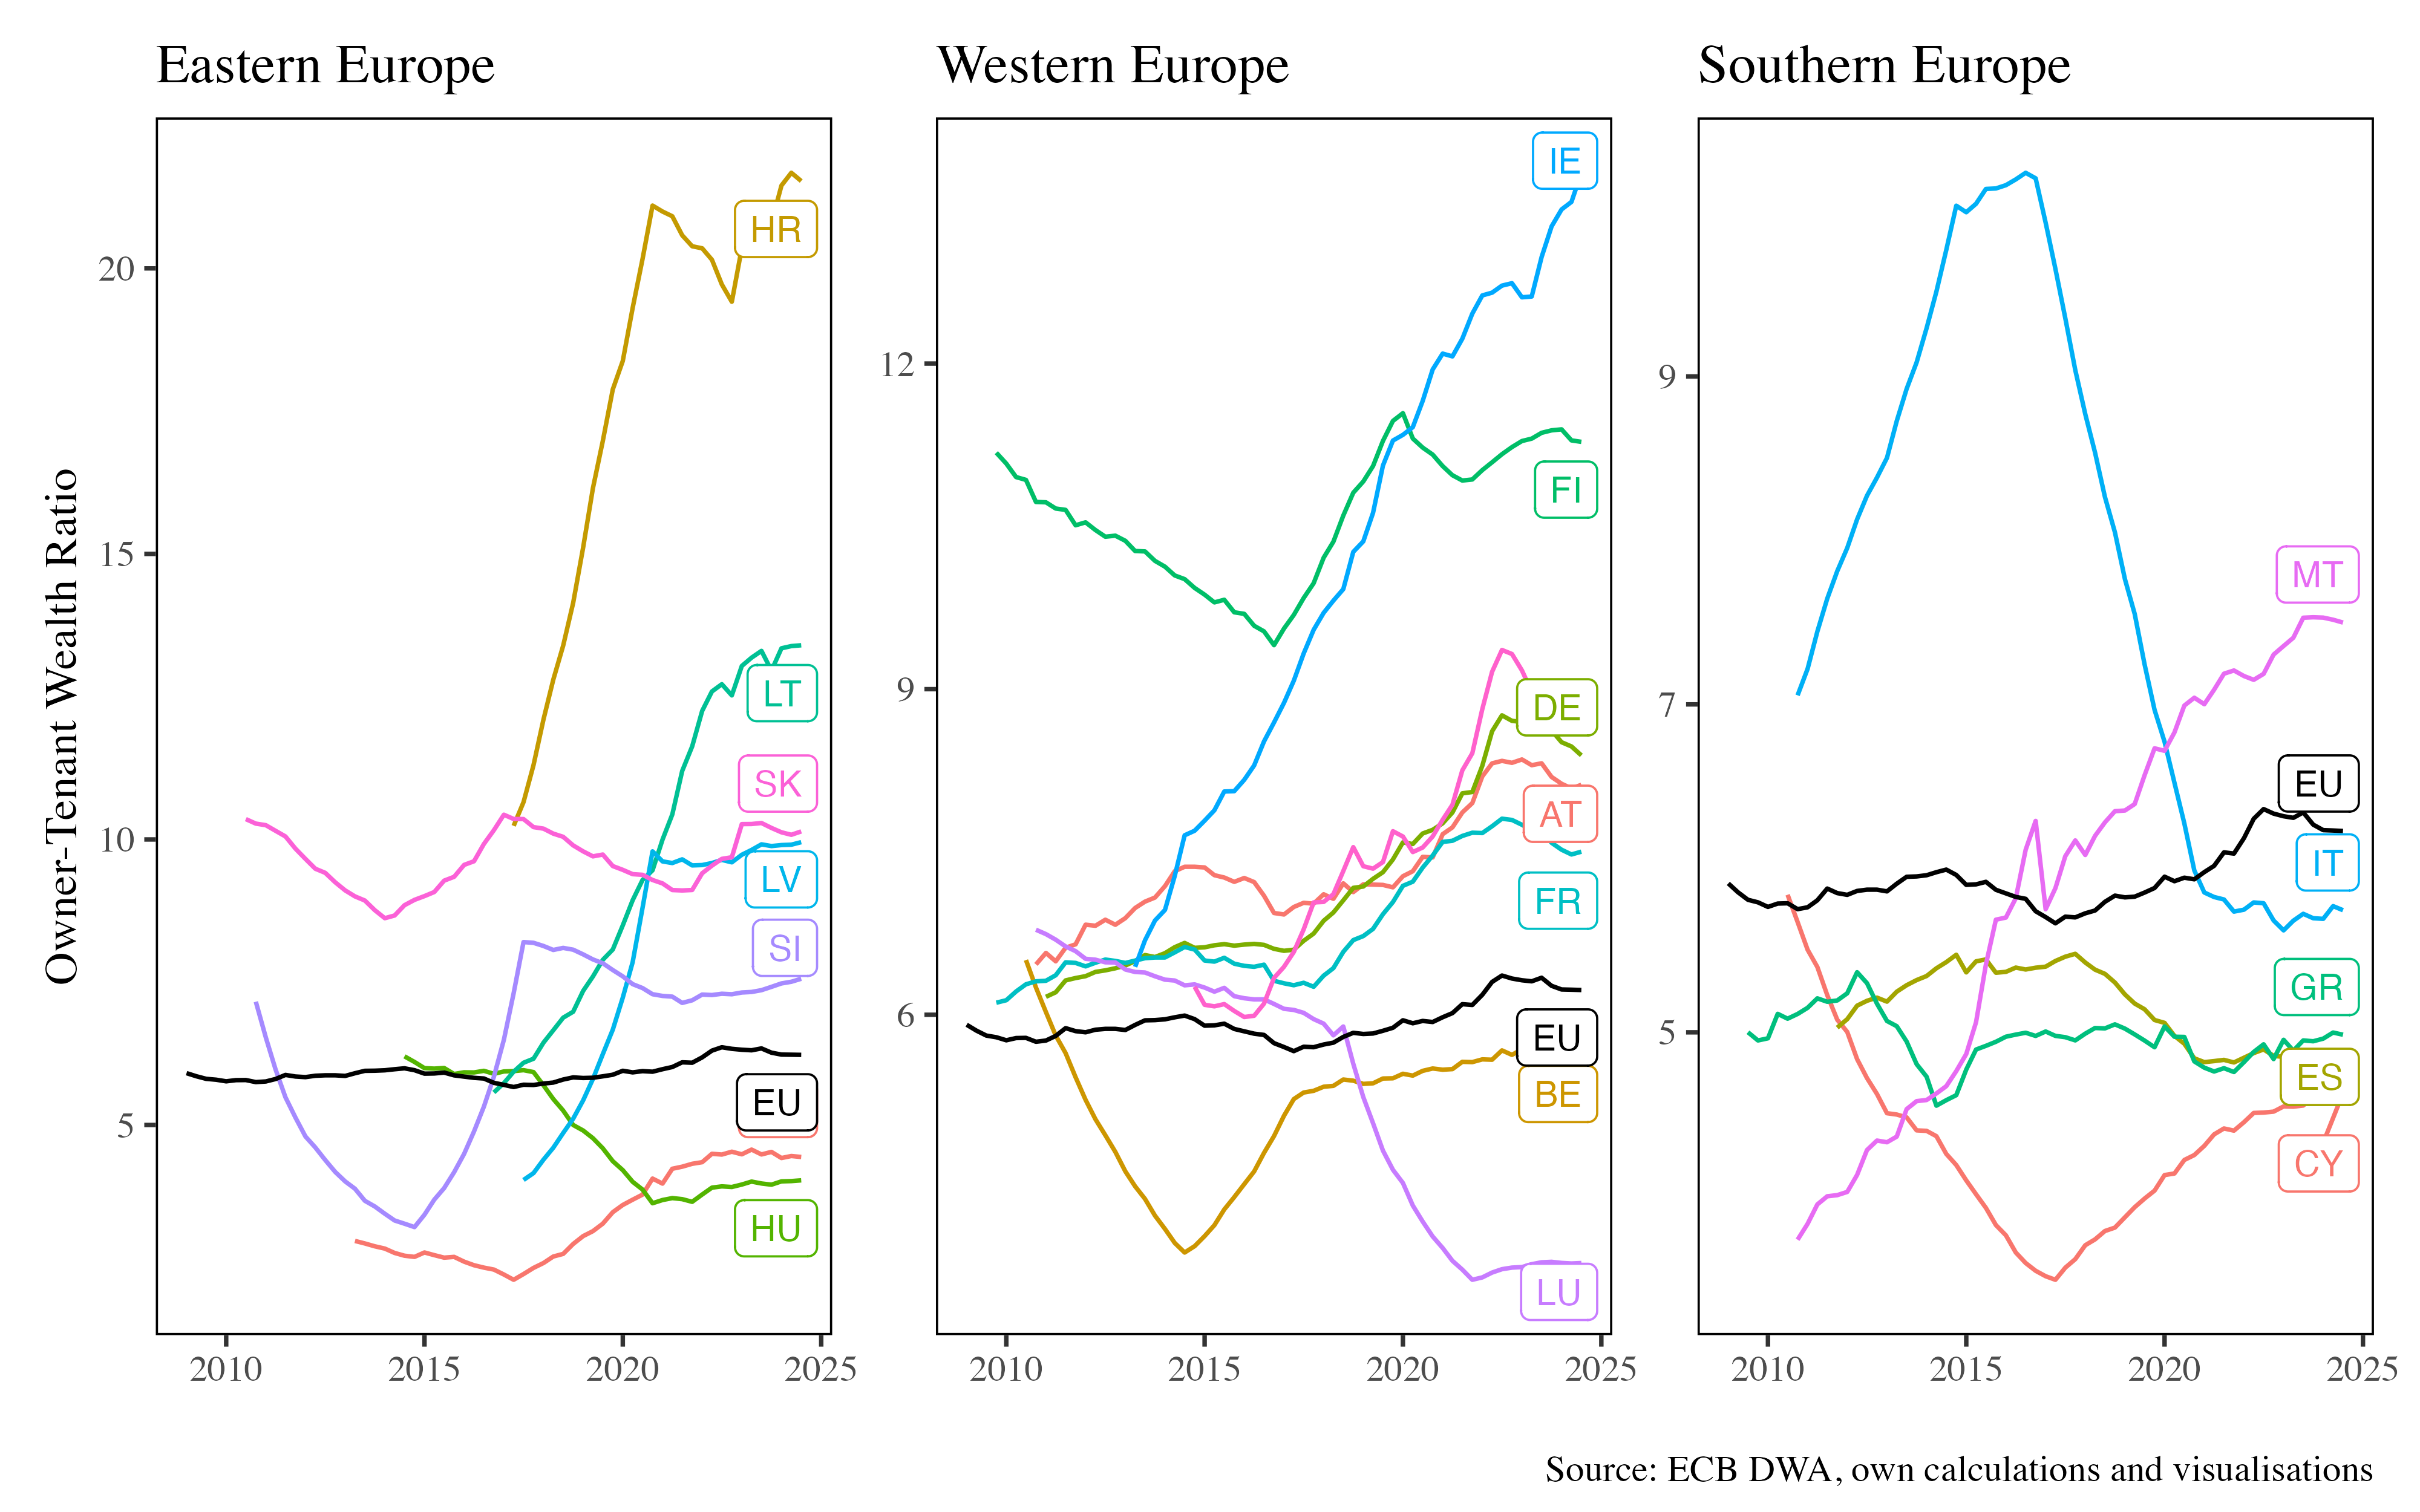 Eastern Europe
Western Europe
Southern Europe
Owner-Tenant Wealth Ratio
20
15
10
5
HR
LT
SK
LV
SI
EU
HU
2010
2015
2020
2025
12
9
6
IE
FI
DE
AT
FR
EU
BE
LU
2010
2015
2020
2025
9
7
5
MT
EU
IT
GR
ES
CY
2010
2015
2020
2025
Source: ECB DWA, own calculations and visualisations